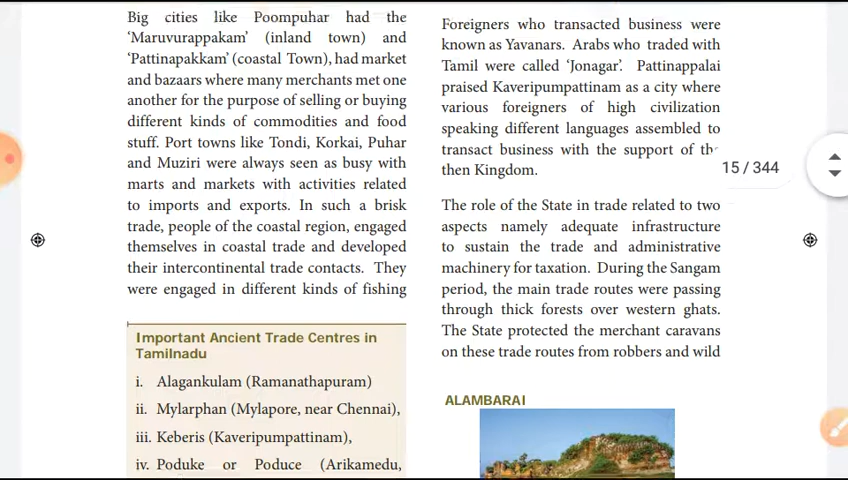 Big cities like Poompuhar had the
‘Maruvurappakam’ (inland town) and
‘Pattinapakkam’ (coastal Town), had market
and bazaars where many merchants met one
another for the purpose of selling or buying
different kinds of commodities and food
stuff. Port towns like Tondi, Korkai, Puhar
and Muziri were always seen as busy with
marts and markets with activities related
to imports and exports. In such a brisk
trade, people of the coastal region, engaged
themselves in coastal trade and developed
their intercontinental trade contacts. They
were engaged in different kinds of fishing
Important Ancient Trade Centres in
Tamilnadu
i. Alagankulam (Ramanathapuram)
ii. Mylarphan (Mylapore, near Chennai),
iii. Keberis (Kaveripumpattinam),
iv. Poduke or Poduce (Arikamedu,
Foreigners who transacted business were
known as Yavanars. Arabs who traded with
Tamil were called ‘Jonagar’. Pattinappalai
praised Kaveripumpattinam as a city where
various foreigners of high civilization
speaking different languages assembled to
transact business with the support of th
then Kingdom.
15 / 344
The role of the State in trade related to two
aspects namely adequate infrastructure
to sustain the trade and administrative
machinery for taxation. During the Sangam
period, the main trade routes were passing
through thick forests over western ghats.
The State protected the merchant caravans
on these trade routes from robbers and wild
ALAMBARAI